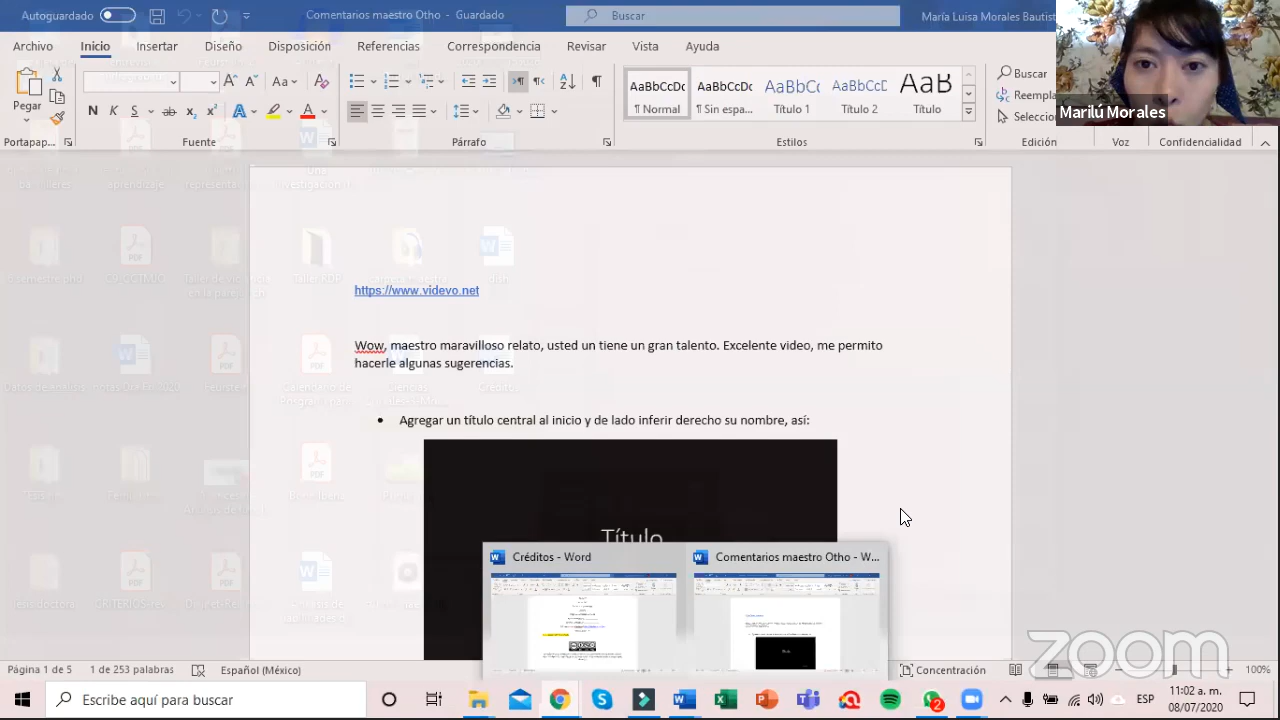 Autoguardado
Comentarios maestro Otho - Guardado
Buscar
María Luisa Morales Bautist
Archivo Inicio Insertar Diseño Disposición Referencias Correspondencia Revisar Vista Ayuda
Pegar
N K S
Aa
AaBbCcDc AaBbCcDc AaBbCc AaBbCcD AaB
¶ Normal ¶ Sin espa... Título 1 Título 2 Título
Buscar
Reempla
Seleccio
Portapap... Fuente Párrafo Estilos Edición Voz Confidencialidad
Marilú Morales
https://www.videvo.net
Wow, maestro maravilloso relato, usted un tiene un gran talento. Excelente video, me permito
hacerle algunas sugerencias.
• Agregar un título central al inicio y de lado inferir derecho su nombre, así:
Título
Créditos - Word
Comentarios maestro Otho - W...
zoom
Página 1 de 5 1 de 253 palabras Español (México) Concentración 100%
Escribe aquí para buscar
2
ESP
11:02 a. m.
08/07/2020